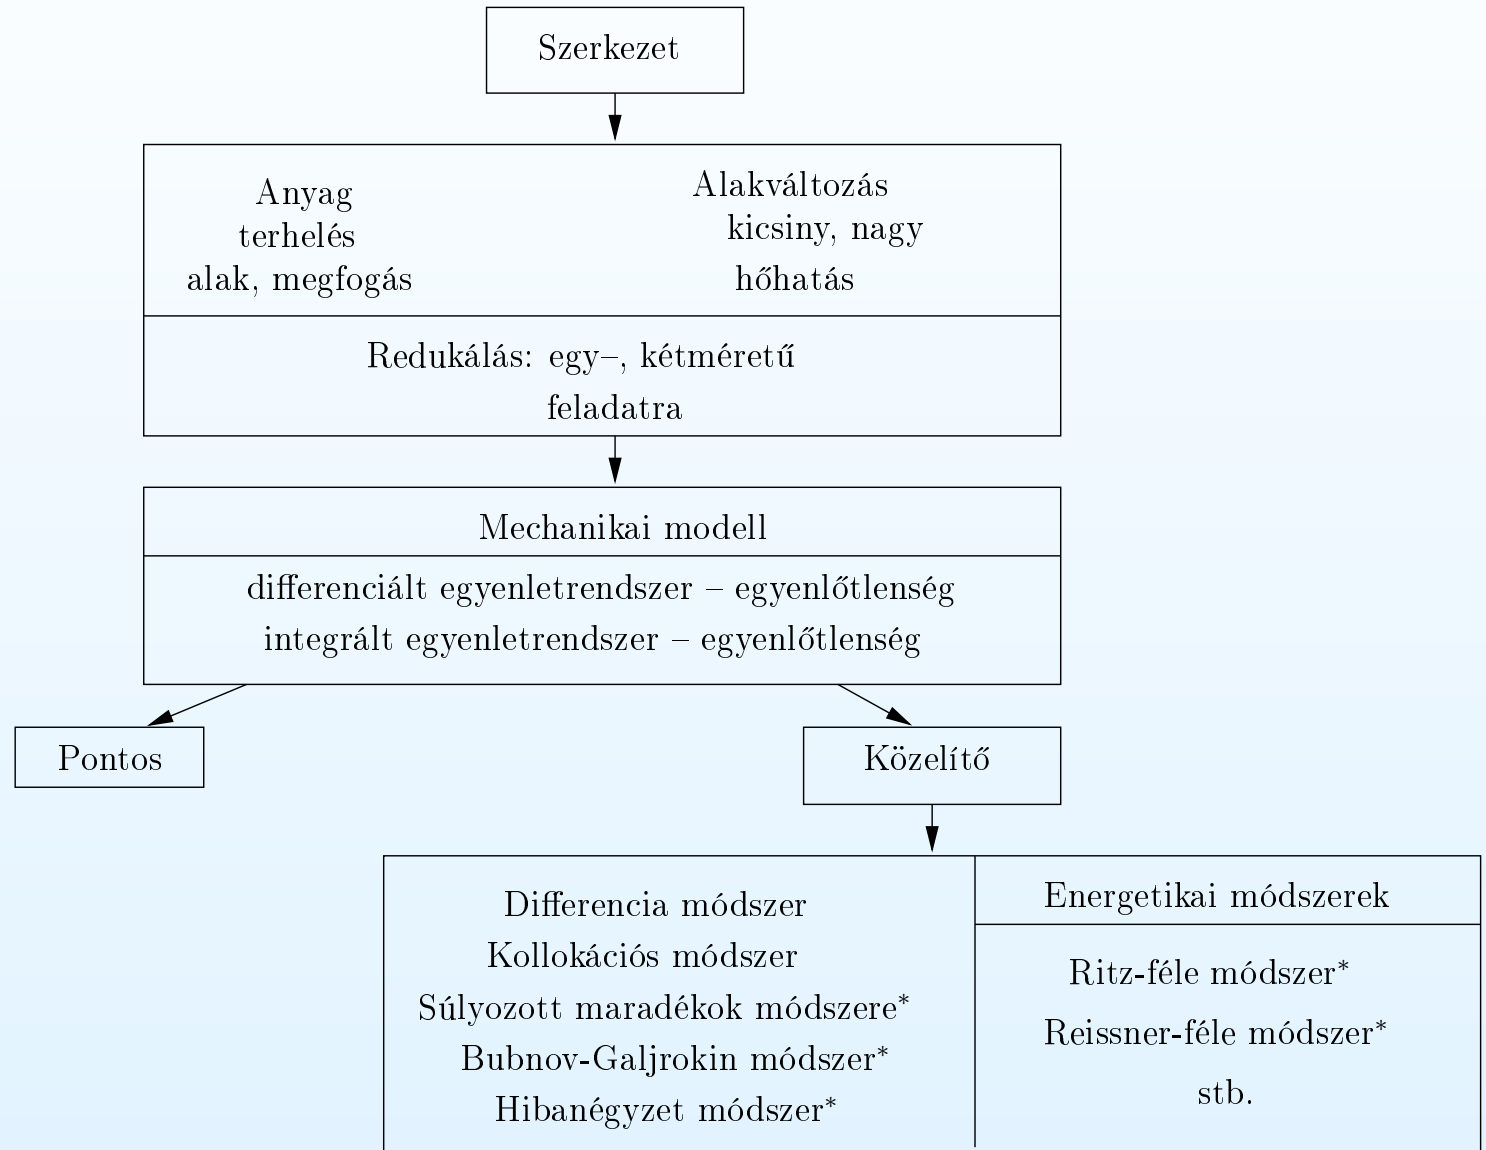 Szerkezet
Anyag
terhelés
alak, megfogás
Alakváltozás
kicsiny, nagy
hőhatás
Redukálás: egy–, kétméretű
feladatra
Mechanikai modell
differenciált egyenletrendszer – egyenlőtlenség
integrált egyenletrendszer – egyenlőtlenség
Pontos
Közelítő
Differencia módszer
Kollokációs módszer
Súlyozott maradékok módszere*
Bubnov-Galjrokin módszer*
Hibanégyzet módszer*
Energetikai módszerek
Ritz-féle módszer*
Reissner-féle módszer*
stb.